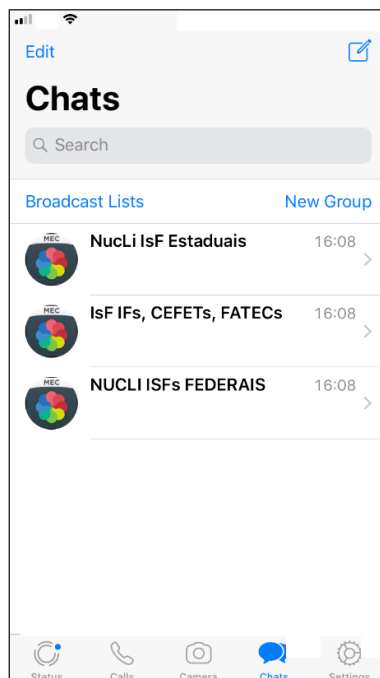 Edit
Chats
Search
Broadcast Lists New Group
MEC NucLi IsF Estaduais 16:08
MEC IsF IFs, CEFETs, FATECs 16:08
MEC NUCLI ISFs FEDERAIS 16:08
Status Calls Camera Chats Settings